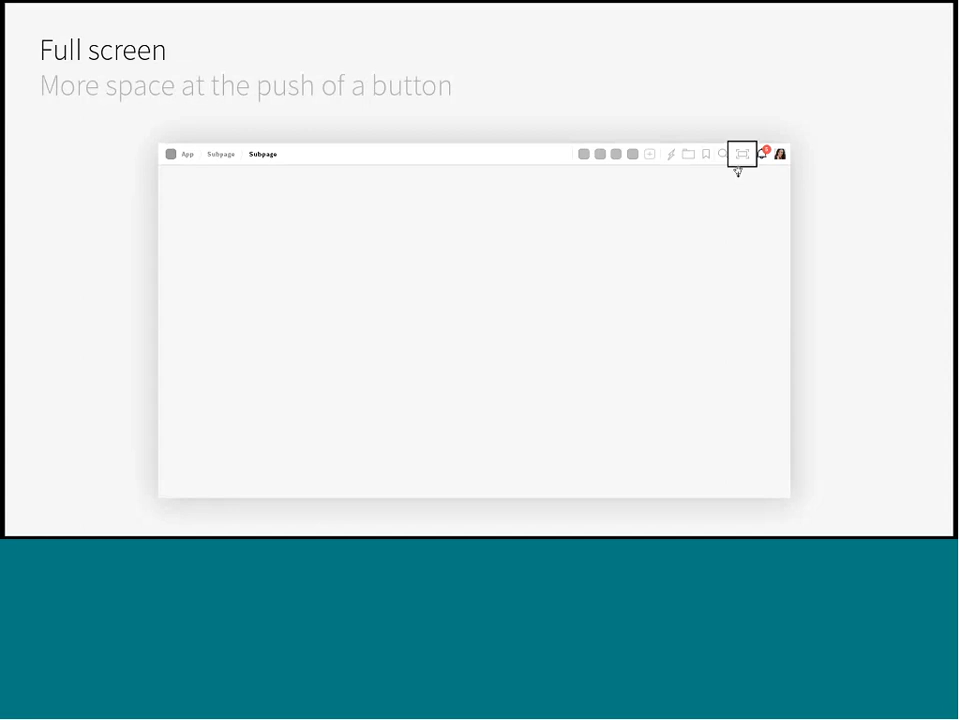 Full screen
More space at the push of a button
App Subpage Subpage